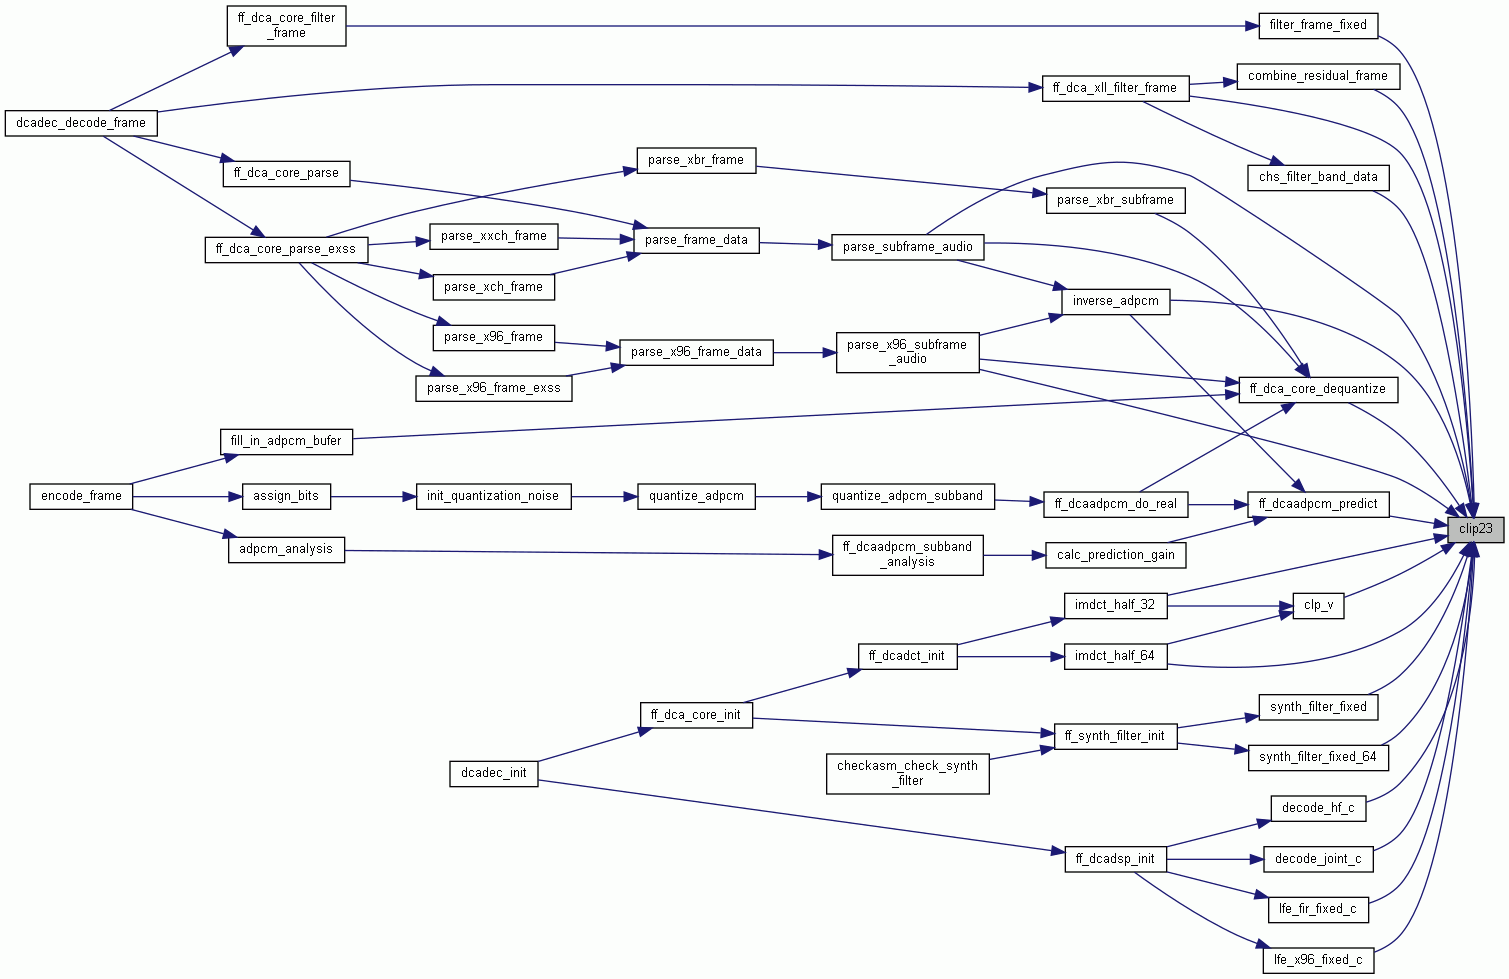 ff_dca_core_filter
_frame
filter_frame_fixed
combine_residual_frame
ff_dca_xll_filter_frame
dcadec_decode_frame
parse_xbr_frame
ff_dca_core_parse
chs_filter_band_data
parse_xbr_subframe
parse_xxch_frame
parse_frame_data
parse_subframe_audio
ff_dca_core_parse_exss
parse_xch_frame
inverse_adpcm
parse_x96_frame
parse_x96_frame_data
parse_x96_subframe
_audio
parse_x96_frame_exss
ff_dca_core_dequantize
fill_in_adpcm_bufer
encode_frame
assign_bits
init_quantization_noise
quantize_adpcm
quantize_adpcm_subband
ff_dcaadpcm_do_real
ff_dcaadpcm_predict
clip23
adpcm_analysis
ff_dcaadpcm_subband
_analysis
calc_prediction_gain
imdct_half_32
clp_v
ff_dcadct_init
imdct_half_64
ff_dca_core_init
synth_filter_fixed
ff_synth_filter_init
synth_filter_fixed_64
dcadec_init
checkasm_check_synth
_filter
decode_hf_c
ff_dcadsp_init
decode_joint_c
lfe_fir_fixed_c
lfe_x96_fixed_c